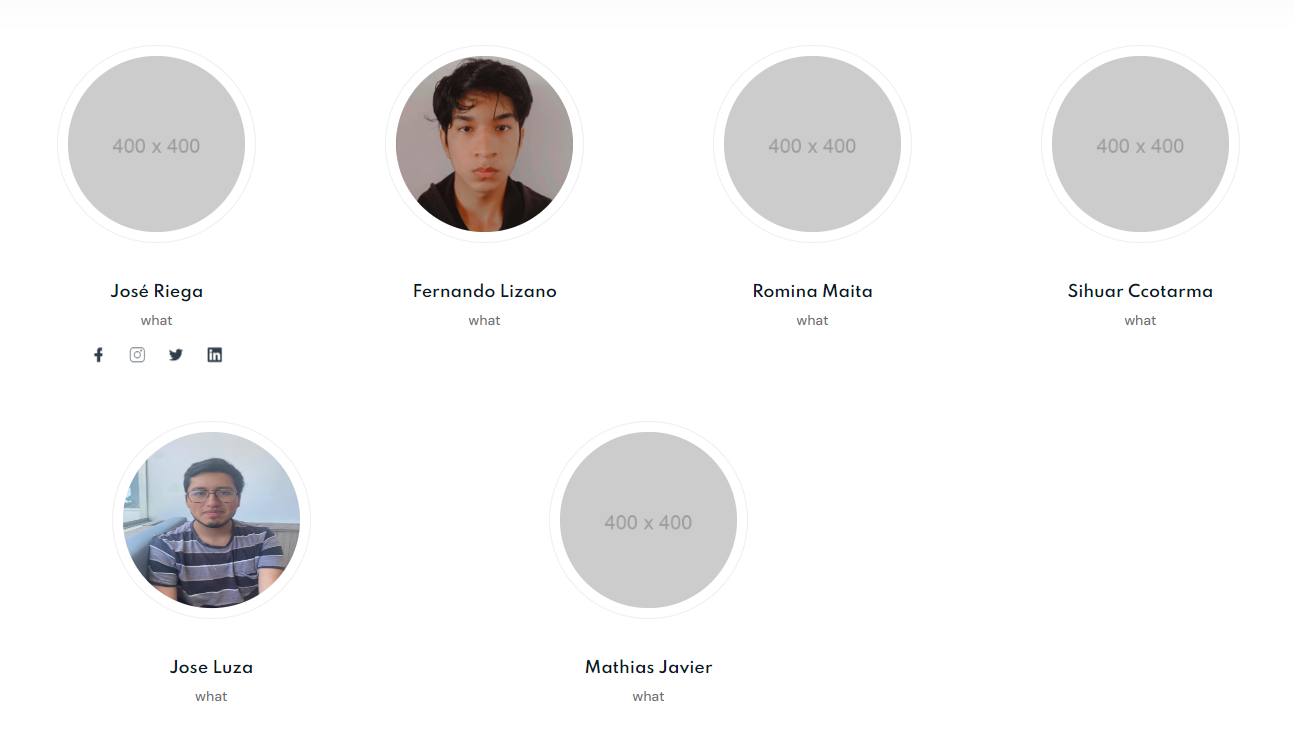 400 x 400
400 x 400
400 x 400
José Riega
Fernando Lizano
Romina Maita
Sihuar Ccotarma
what
what
what
what
400 x 400
Jose Luza
Mathias Javier
what
what